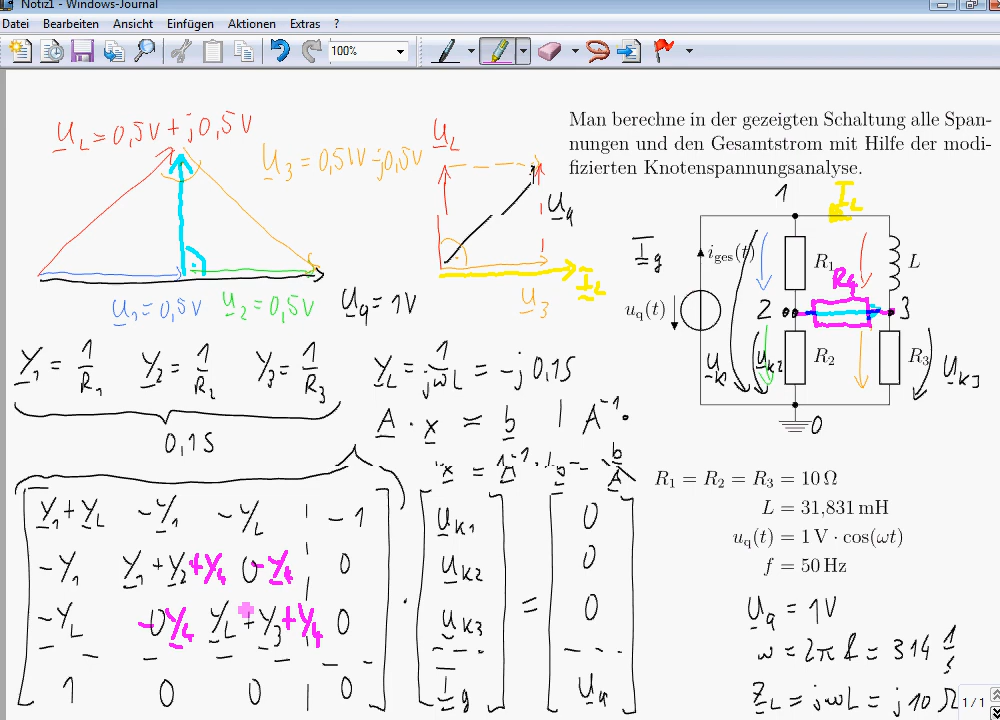 Notiz1 - Windows-Journal
Datei Bearbeiten Ansicht Einfügen Aktionen Extras ?
100%
U_L = 0,5V + j0,5V
U_3 = 0,5V - j0,5V
U_1 = 0,5V U_2 = 0,5V U_q = 1V
U_L
U_q
I_L
U_3
Man berechne in der gezeigten Schaltung alle Span-
nungen und den Gesamtstrom mit Hilfe der modi-
fizierten Knotenspannungsanalyse.
1 I_L
I_g i_ges(t) R_1 L
R_4
u_q(t) 2 3
U_K1 U_K2 R_2 R_3 U_K3
0
Y_1 = 1/R_1 Y_2 = 1/R_2 Y_3 = 1/R_3 Y_L = 1/jωL = -j 0,1S
0,1S
A · x = b | A^-1 ·
x = A^-1 · b = b/A
Y_1 + Y_L -Y_1 -Y_L | -1 U_K1 0
-Y_1 Y_1 + Y_2 + Y_4 0 - Y_4 | 0 U_K2 0
-Y_L -0 Y_4 Y_L + Y_3 + Y_4 | 0 · U_K3 = 0
1 0 0 | 0 I_g U_q
R_1 = R_2 = R_3 = 10 Ω
L = 31,831 mH
u_q(t) = 1 V · cos(ωt)
f = 50 Hz
U_q = 1V
ω = 2πf = 314 1/s
Z_L = jωL = j 10 Ω
1/1